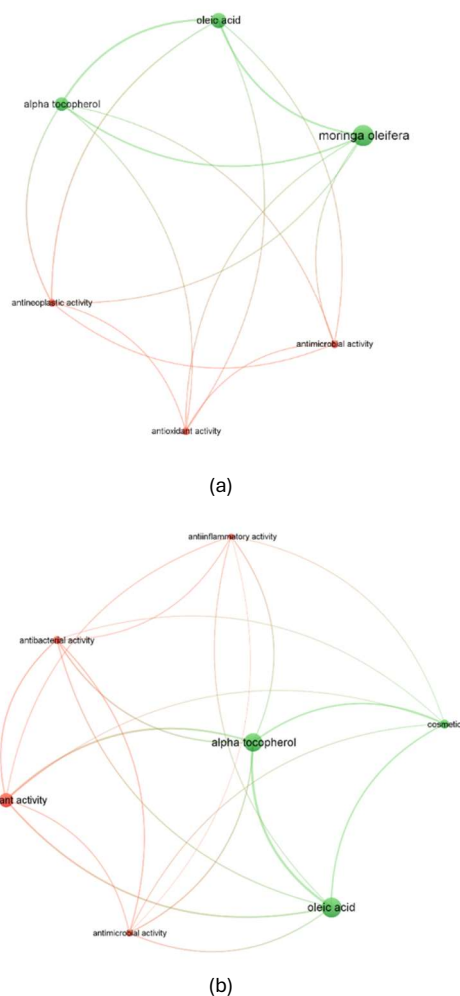 oleic acid
alpha tocopherol
moringa oleifera
antineoplastic activity
antimicrobial activity
antioxidant activity
(a)
antiinflammatory activity
antibacterial activity
cosmetic
alpha tocopherol
ant activity
oleic acid
antimicrobial activity
(b)